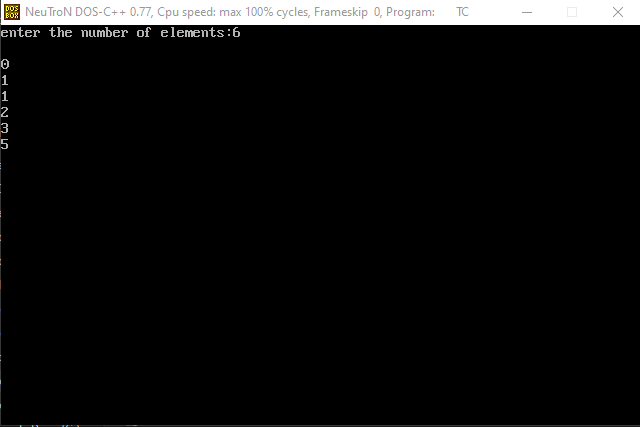 DOS
BOX
NeuTroN DOS-C++ 0.77, Cpu speed: max 100% cycles, Frameskip 0, Program: TC
enter the number of elements:6
0
1
1
2
3
5